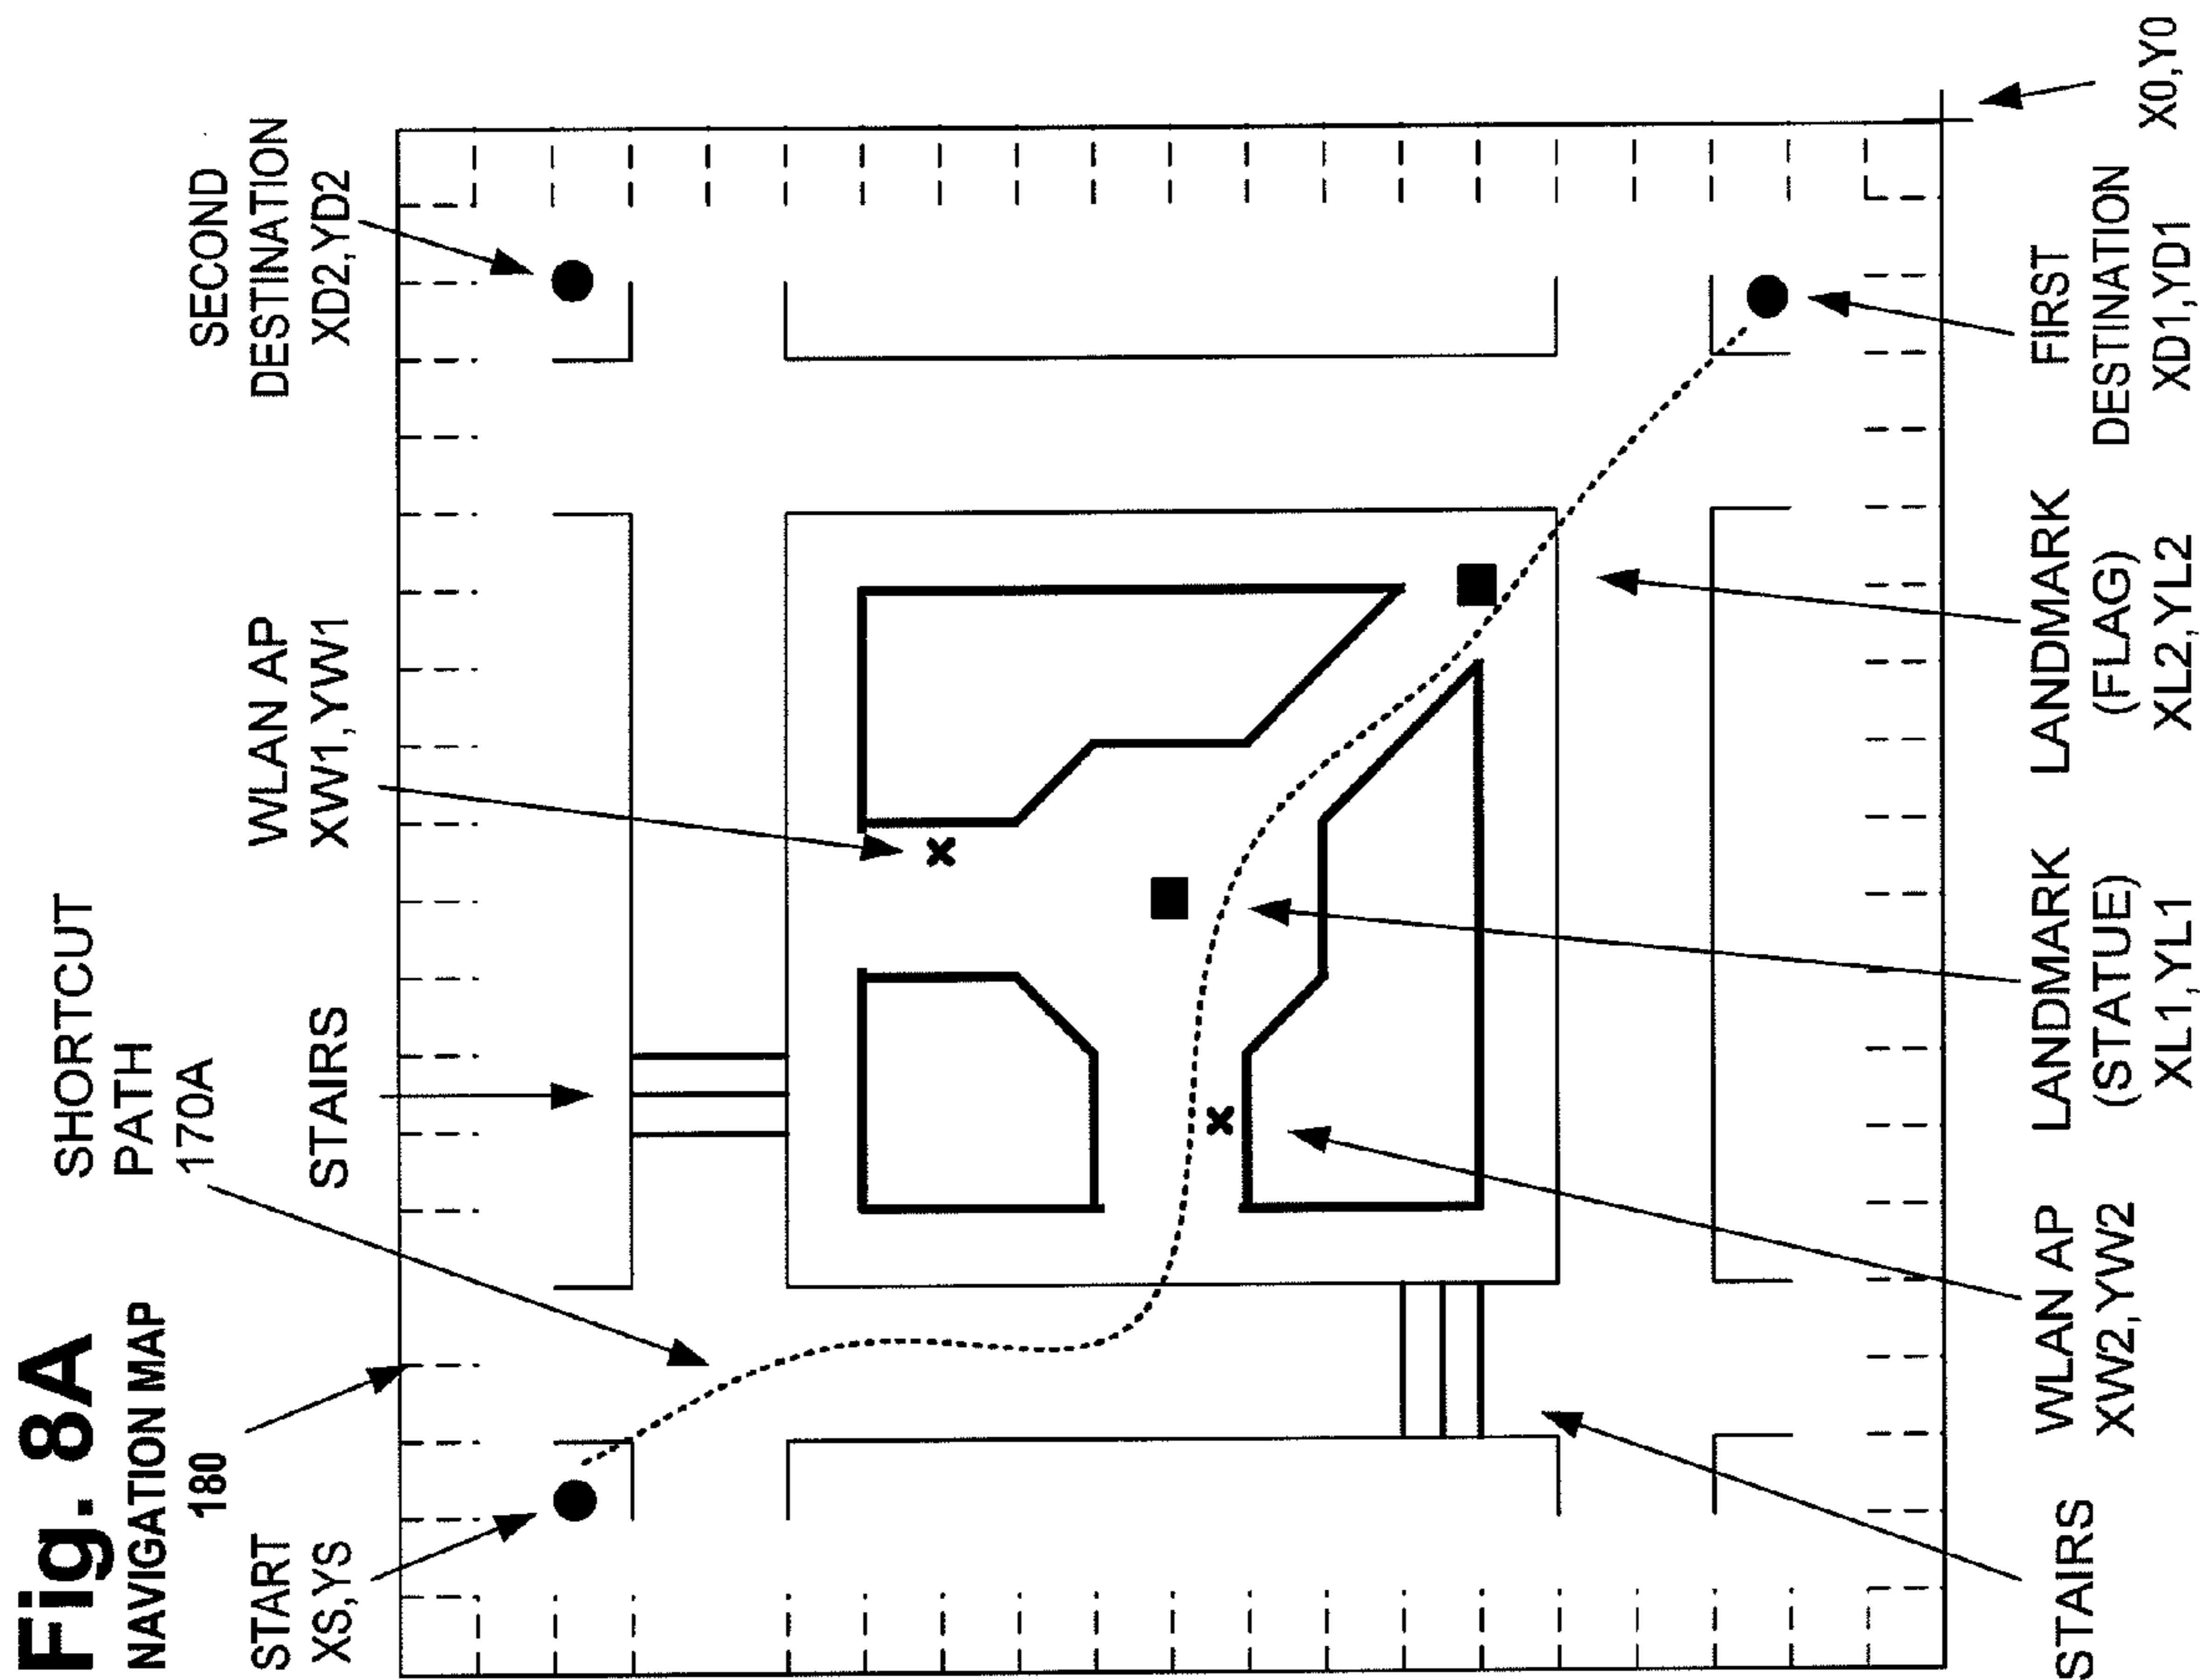 Fig. 8A
NAVIGATION MAP
180
START
XS,YS
SHORTCUT
PATH
170A
STAIRS
WLAN AP
XW1,YW1
SECOND
DESTINATION
XD2,YD2
STAIRS
WLAN AP
XW2,YW2
LANDMARK
(STATUE)
XL1,YL1
LANDMARK
(FLAG)
XL2,YL2
FIRST
DESTINATION
XD1,YD1
X0,Y0